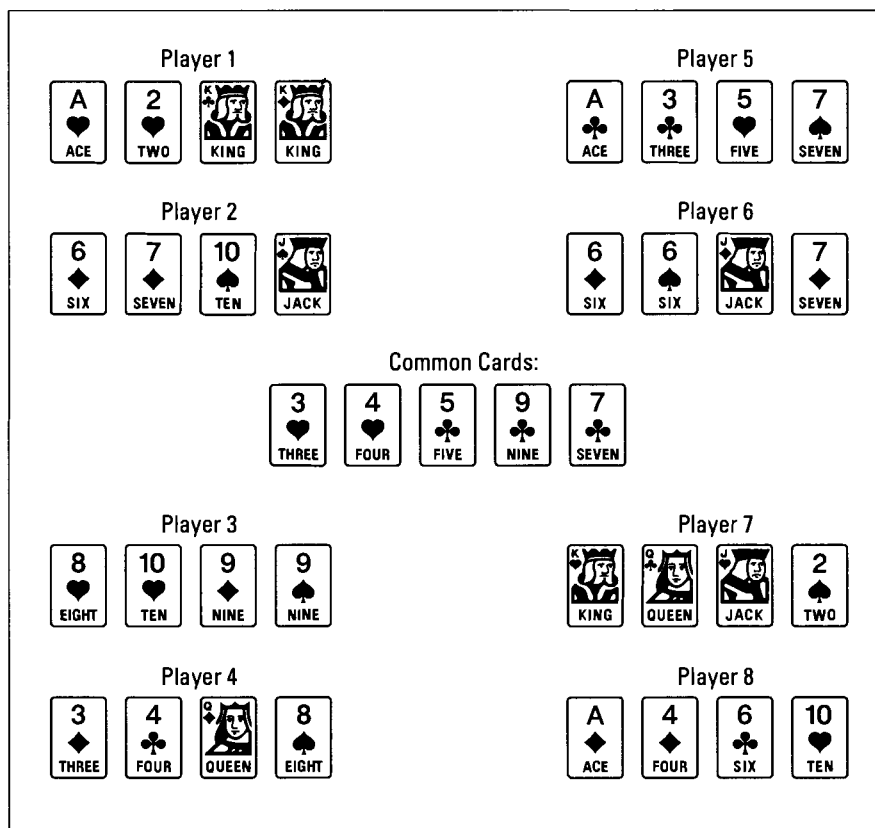 Player 1
A 2 K K
ACE TWO KING KING
Player 5
A 3 5 7
ACE THREE FIVE SEVEN
Player 2
6 7 10 J
SIX SEVEN TEN JACK
Player 6
6 6 J 7
SIX SIX JACK SEVEN
Common Cards:
3 4 5 9 7
THREE FOUR FIVE NINE SEVEN
Player 3
8 10 9 9
EIGHT TEN NINE NINE
Player 7
K Q J 2
KING QUEEN JACK TWO
Player 4
3 4 Q 8
THREE FOUR QUEEN EIGHT
Player 8
A 4 6 10
ACE FOUR SIX TEN